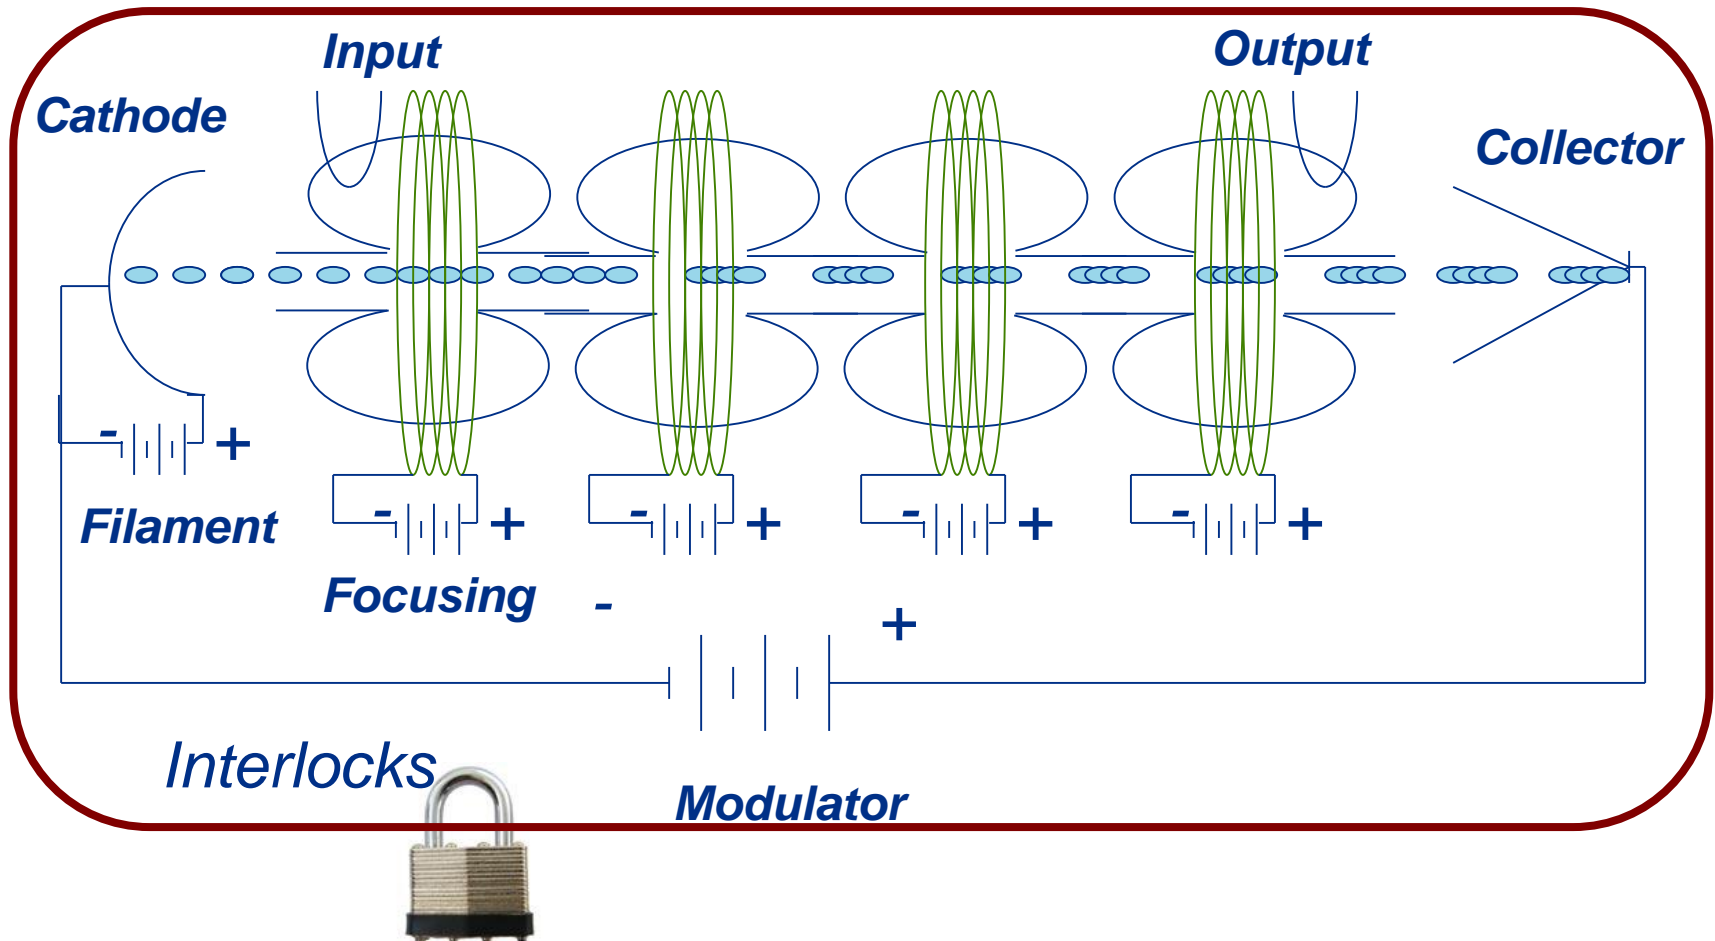 Input
Output
Cathode
Collector
- +
Filament
- +
- +
- +
- +
Focusing
- +
Interlocks
Modulator